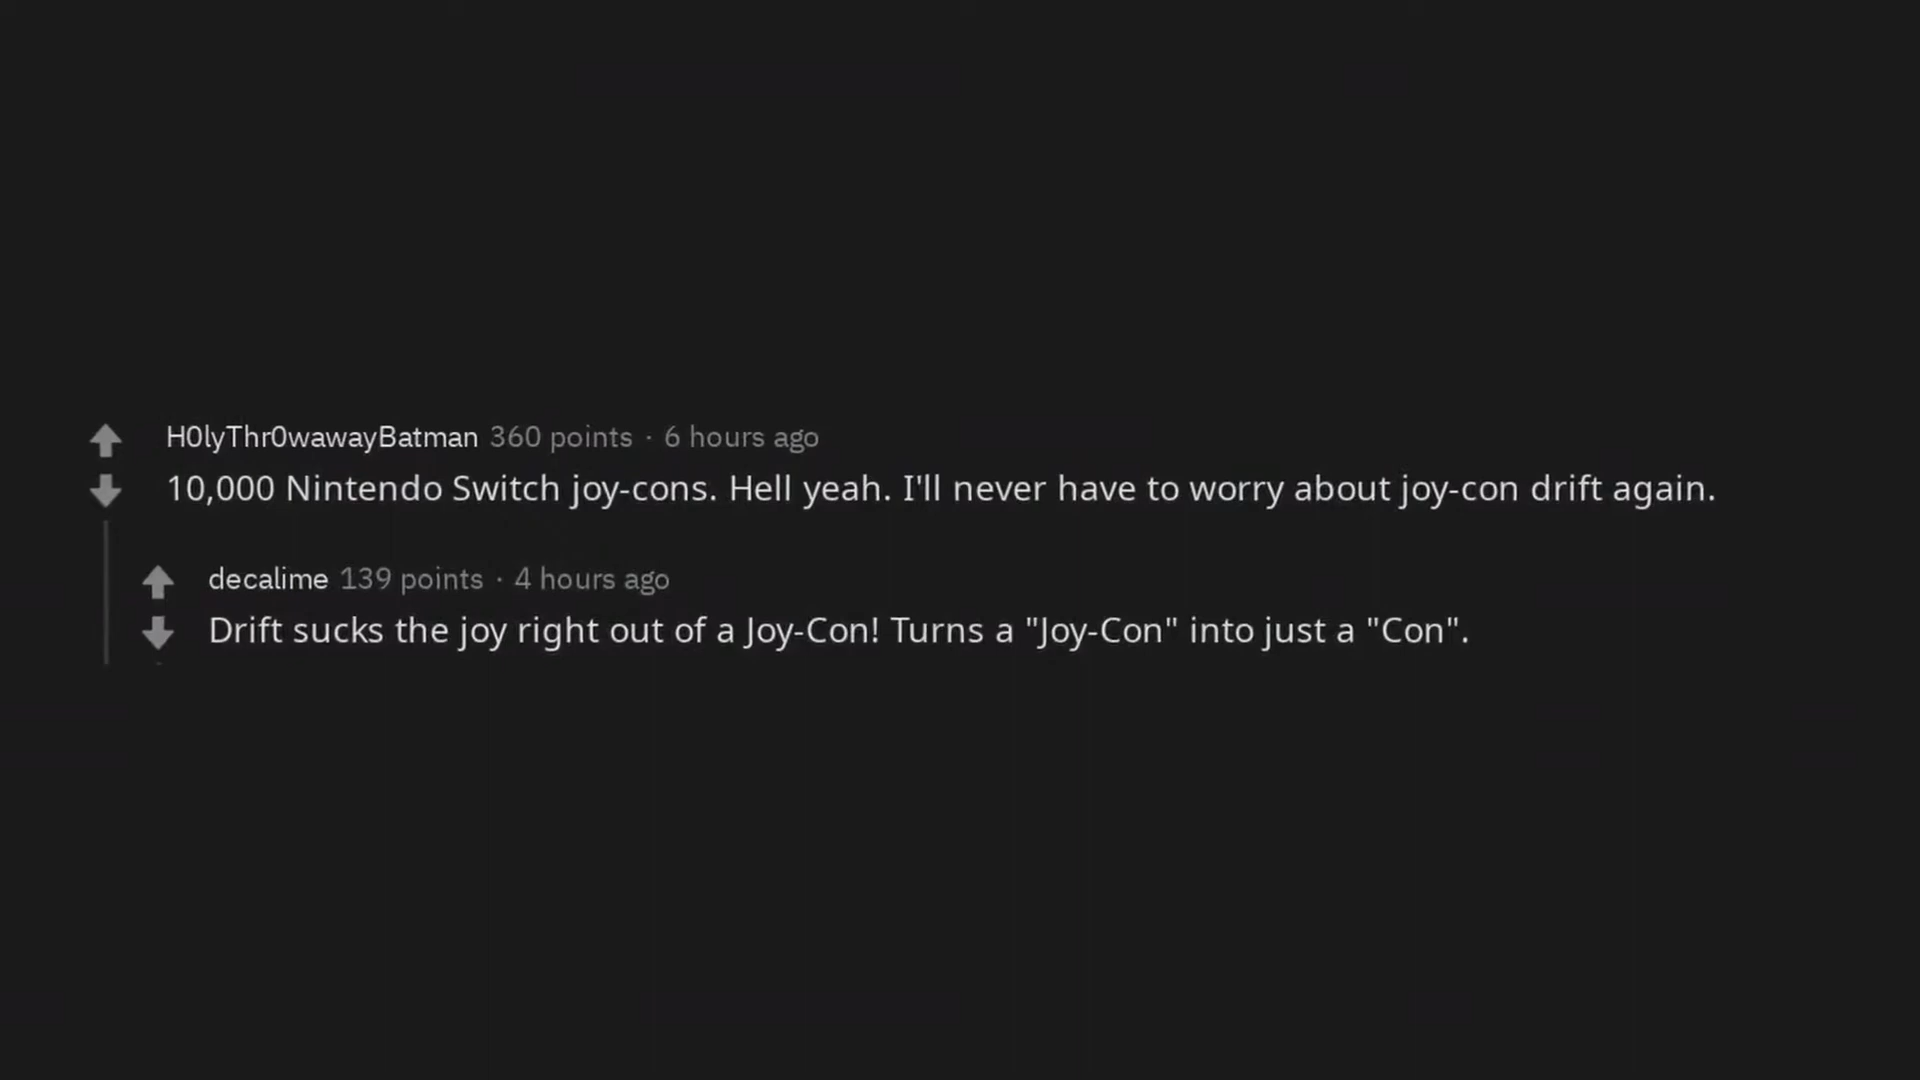 H0lyThr0wawayBatman 360 points · 6 hours ago
10,000 Nintendo Switch joy-cons. Hell yeah. I'll never have to worry about joy-con drift again.
decalime 139 points · 4 hours ago
Drift sucks the joy right out of a Joy-Con! Turns a "Joy-Con" into just a "Con".